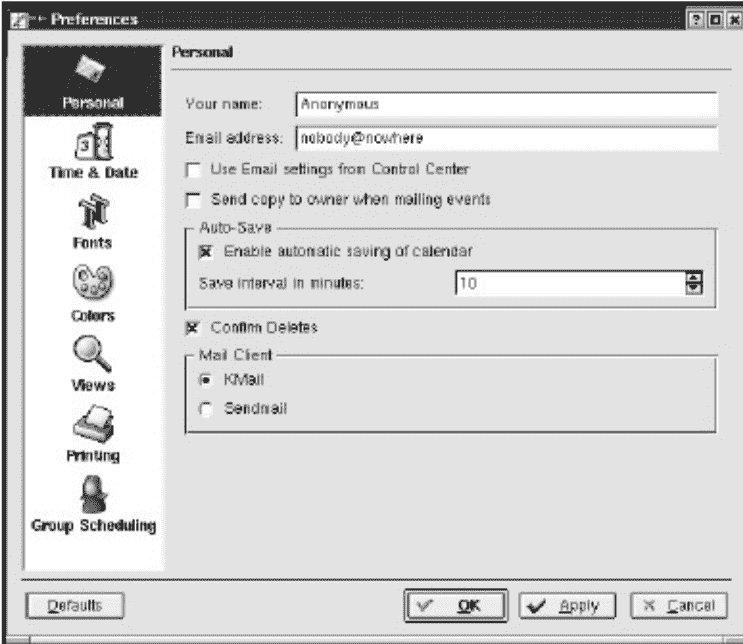 Preferences
Personal
Time & Date
Fonts
Colors
Views
Printing
Group Scheduling
Personal
Your name: Anonymous
Email address: nobody@nowhere
Use Email settings from Control Center
Send copy to owner when mailing events
Auto-Save
Enable automatic saving of calendar
Save interval in minutes: 10
Confirm Deletes
Mail Client
KMail
Sendmail
Defaults OK Apply Cancel